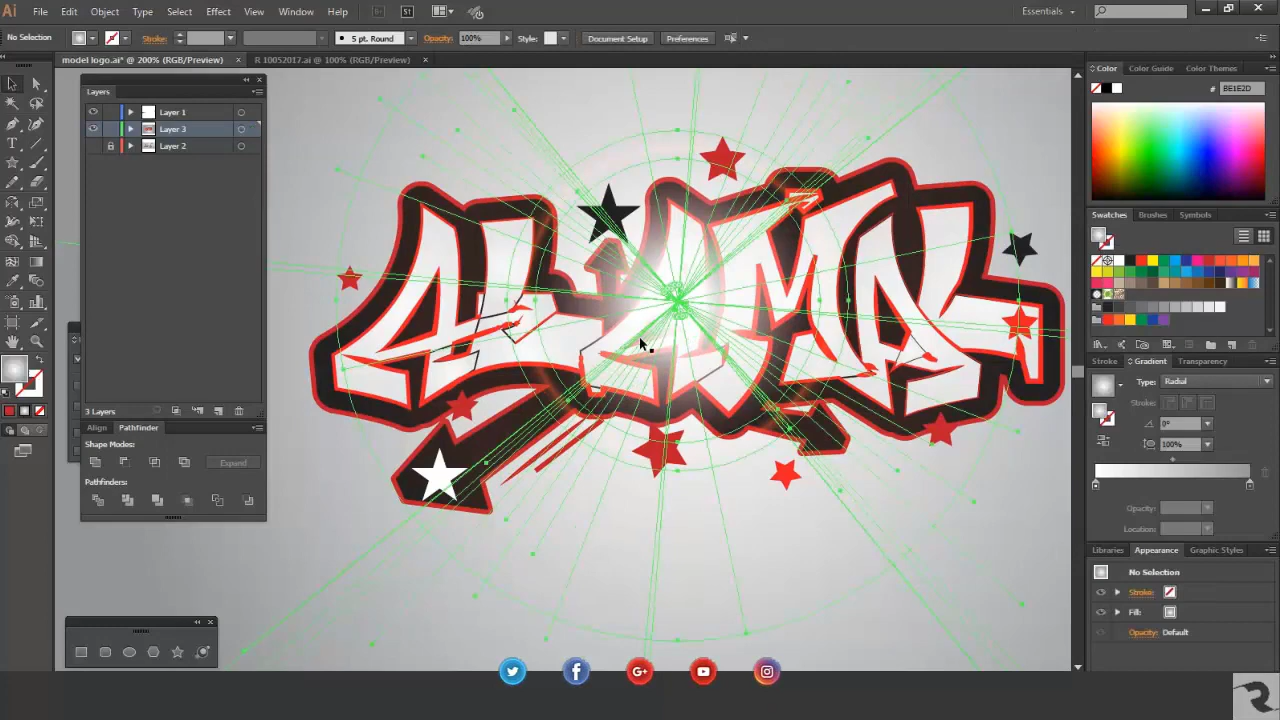 Ai File Edit Object Type Select Effect View Window Help Br St Essentials
No Selection Stroke: 5 pt. Round Opacity: 100% Style: Document Setup Preferences
model logo.ai* @ 200% (RGB/Preview) × R 10052017.ai @ 100% (RGB/Preview) ×
Layers
Layer 1
Layer 3
Layer 2
3 Layers
Align Pathfinder
Shape Modes:
Expand
Pathfinders:
Color Color Guide Color Themes
# BE1E2D
Swatches Brushes Symbols
Stroke Gradient Transparency
Type: Radial
Stroke:
0°
100%
Opacity:
Location:
Libraries Appearance Graphic Styles
No Selection
Stroke:
Fill:
Opacity: Default
G+
R